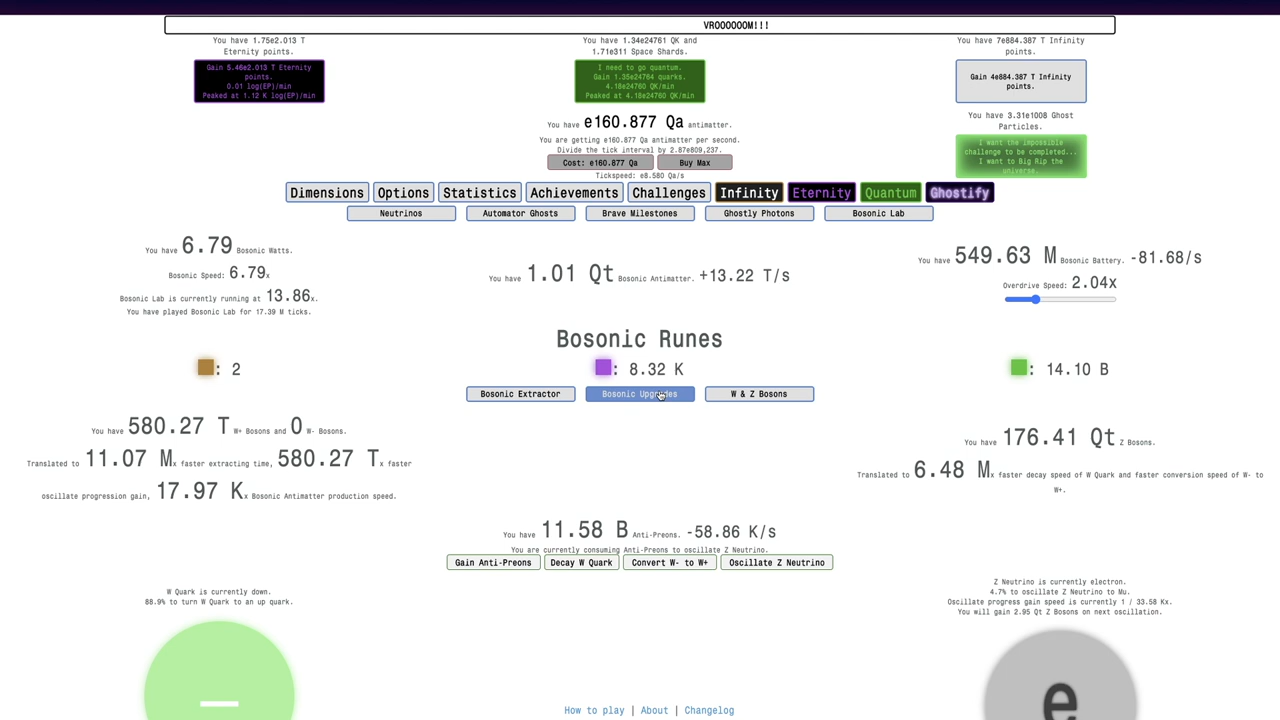 VROOOOOM!!!
You have 1.75e2.013 T
Eternity points.
Gain 5.46e2.013 T Eternity
points.
0.01 log(EP)/min
Peaked at 1.12 K log(EP)/min
You have 1.34e24761 QK and
1.71e311 Space Shards.
I need to go quantum.
Gain 1.35e24764 quarks.
4.18e24760 QK/min
Peaked at 4.18e24760 QK/min
You have 7e884.387 T Infinity
points.
Gain 4e884.387 T Infinity
points.
You have e160.877 Qa antimatter.
You are getting e160.877 Qa antimatter per second.
Divide the tick interval by 2.87e809,237.
Cost: e160.877 Qa Buy Max
Tickspeed: e8.580 Qa/s
You have 3.31e1008 Ghost
Particles.
I want the impossible
challenge to be completed...
I want to Big Rip the
universe.
Dimensions Options Statistics Achievements Challenges Infinity Eternity Quantum Ghostify
Neutrinos Automator Ghosts Brave Milestones Ghostly Photons Bosonic Lab
You have 6.79 Bosonic Watts.
Bosonic Speed: 6.79x
Bosonic Lab is currently running at 13.86x.
You have played Bosonic Lab for 17.39 M ticks.
You have 1.01 Qt Bosonic Antimatter. +13.22 T/s
You have 549.63 M Bosonic Battery. -81.68/s
Overdrive Speed: 2.04x
Bosonic Runes
: 2
: 8.32 K
: 14.10 B
Bosonic Extractor Bosonic Upgrades W & Z Bosons
You have 580.27 T W+ Bosons and 0 W- Bosons.
Translated to 11.07 Mx faster extracting time, 580.27 Tx faster
oscillate progression gain, 17.97 Kx Bosonic Antimatter production speed.
You have 176.41 Qt Z Bosons.
Translated to 6.48 Mx faster decay speed of W Quark and faster conversion speed of W- to
W+.
You have 11.58 B Anti-Preons. -58.86 K/s
You are currently consuming Anti-Preons to oscillate Z Neutrino.
Gain Anti-Preons Decay W Quark Convert W- to W+ Oscillate Z Neutrino
W Quark is currently down.
88.9% to turn W Quark to an up quark.
−
Z Neutrino is currently electron.
4.7% to oscillate Z Neutrino to Mu.
Oscillate progress gain speed is currently 1 / 33.58 Kx.
You will gain 2.95 Qt Z Bosons on next oscillation.
e
How to play | About | Changelog